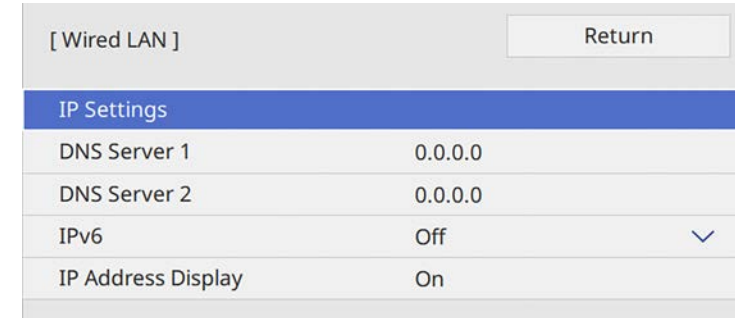 [ Wired LAN ] Return
IP Settings
DNS Server 1 0.0.0.0
DNS Server 2 0.0.0.0
IPv6 Off
IP Address Display On